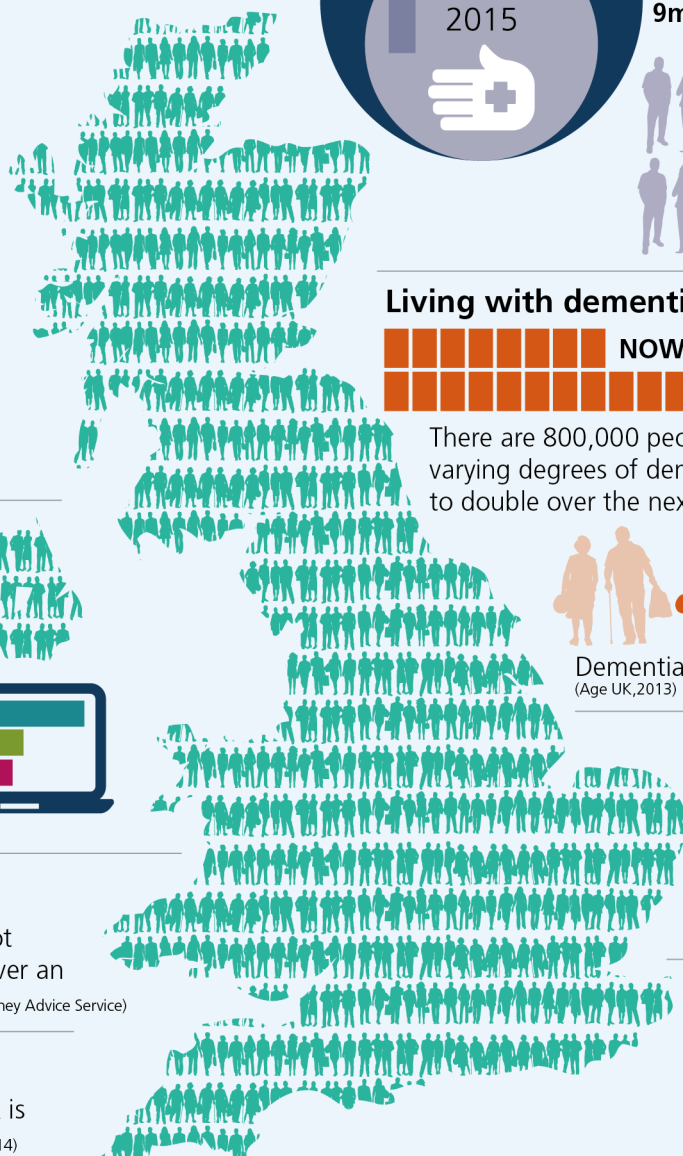 2015
9m
Living with dementi
NOW
There are 800,000 peo
varying degrees of dem
to double over the nex
Dementia
(Age UK,2013)
ot
ver an
ney Advice Service)
is
14)